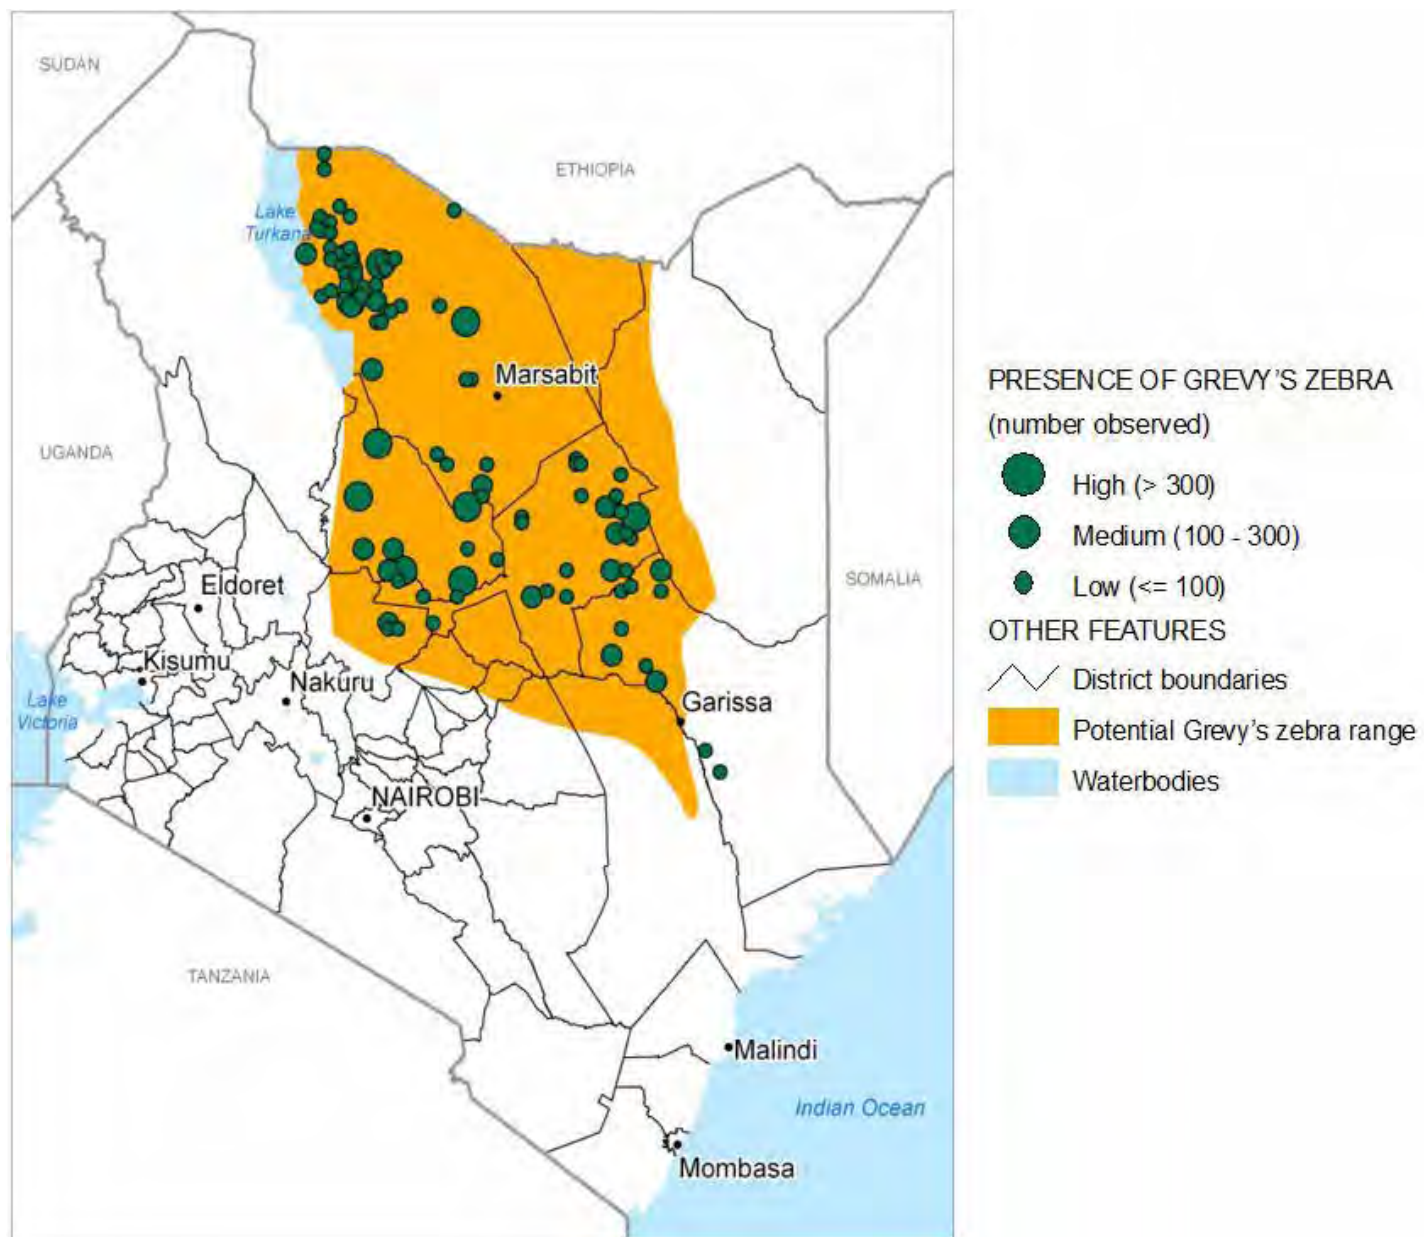 SUDAN
ETHIOPIA
Lake
Turkana
Marsabit
UGANDA
SOMALIA
Eldoret
Kisumu
Nakuru
Lake
Victoria
Garissa
NAIROBI
TANZANIA
Malindi
Indian Ocean
Mombasa
PRESENCE OF GREVY'S ZEBRA
(number observed)
High (> 300)
Medium (100 - 300)
Low (<= 100)
OTHER FEATURES
District boundaries
Potential Grevy's zebra range
Waterbodies